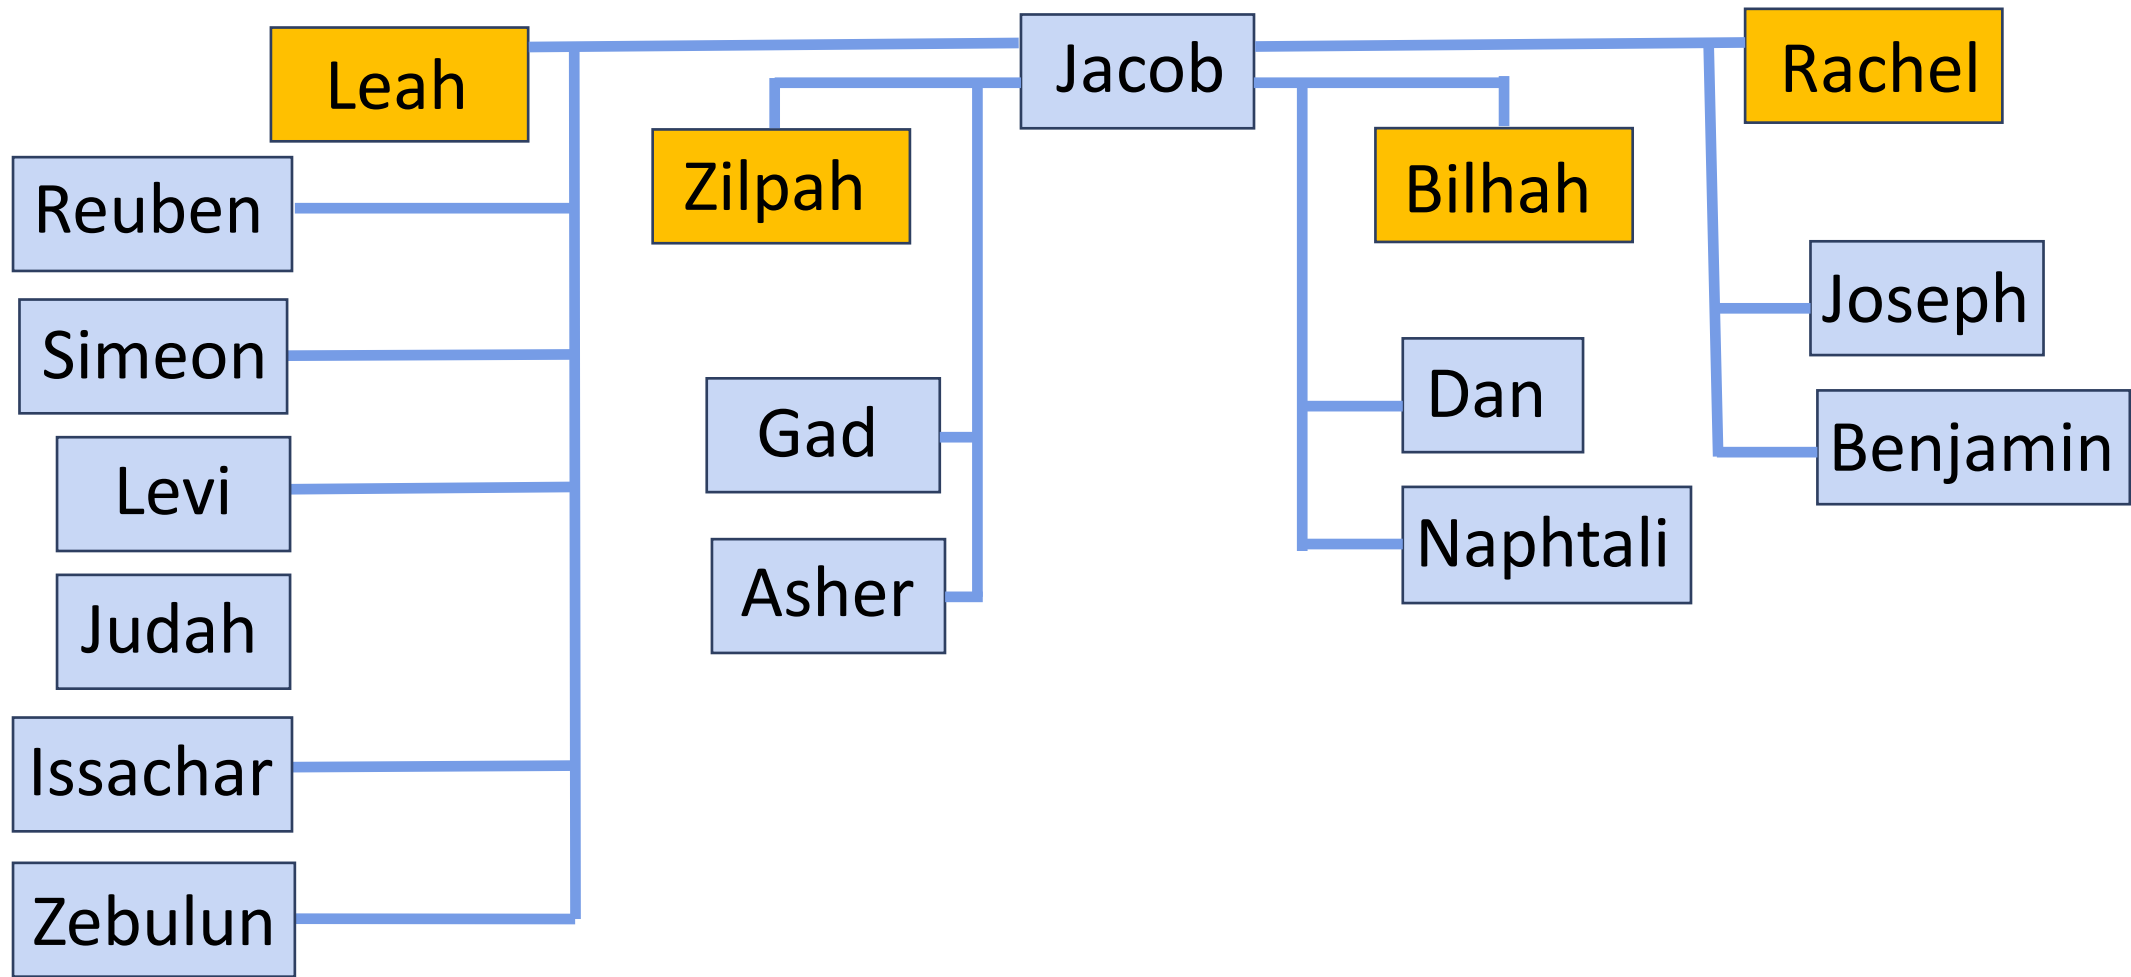 Leah
Jacob
Rachel
Zilpah
Bilhah
Reuben
Simeon
Levi
Judah
Issachar
Zebulun
Gad
Asher
Dan
Naphtali
Joseph
Benjamin